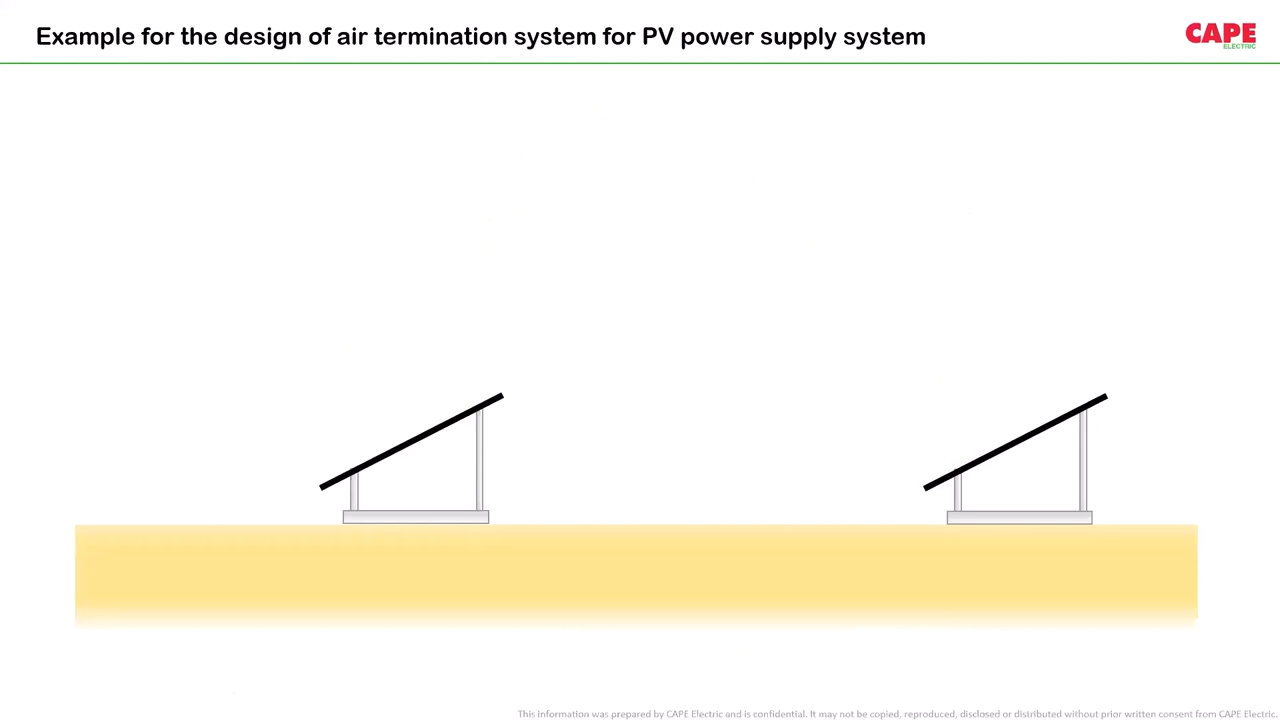 Example for the design of air termination system for PV power supply system
CAPE
ELECTRIC
This information was prepared by CAPE Electric and is confidential. It may not be copied, reproduced, disclosed or distributed without prior written consent from CAPE Electric.